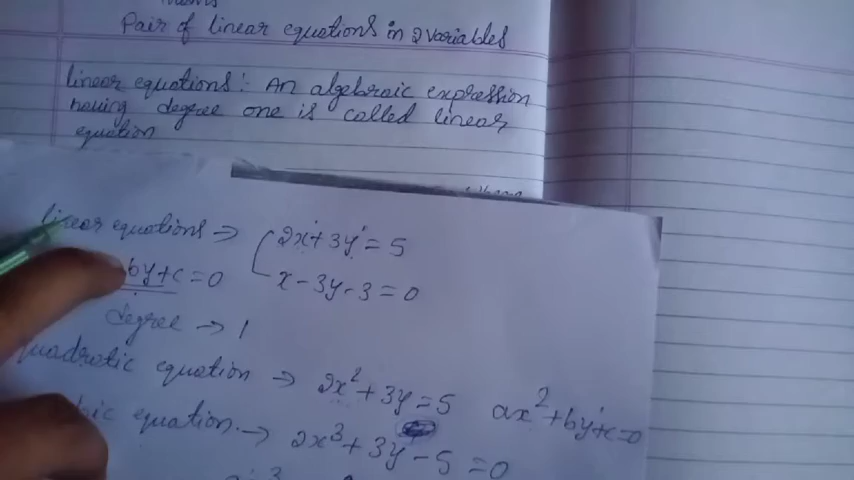 Pair of linear equations in 2 variables
linear equations :- An algebraic expression
having degree one is called linear
equation
linear equations → 2x + 3y = 5
by + c = 0 x - 3y - 3 = 0
degree → 1
quadratic equation → 2x² + 3y = 5 ax² + by + c = 0
equation. → 2x³ + 3y - 5 = 0